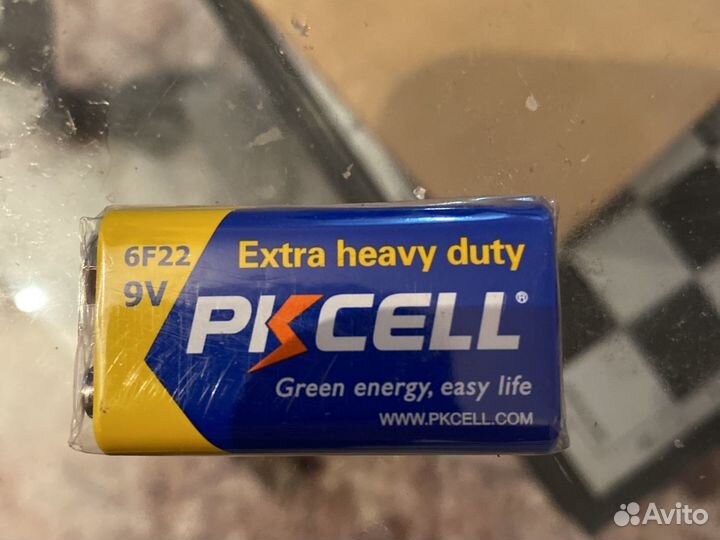 6F22
9V
Extra heavy duty
PKCELL®
Green energy, easy life
WWW.PKCELL.COM
Avito